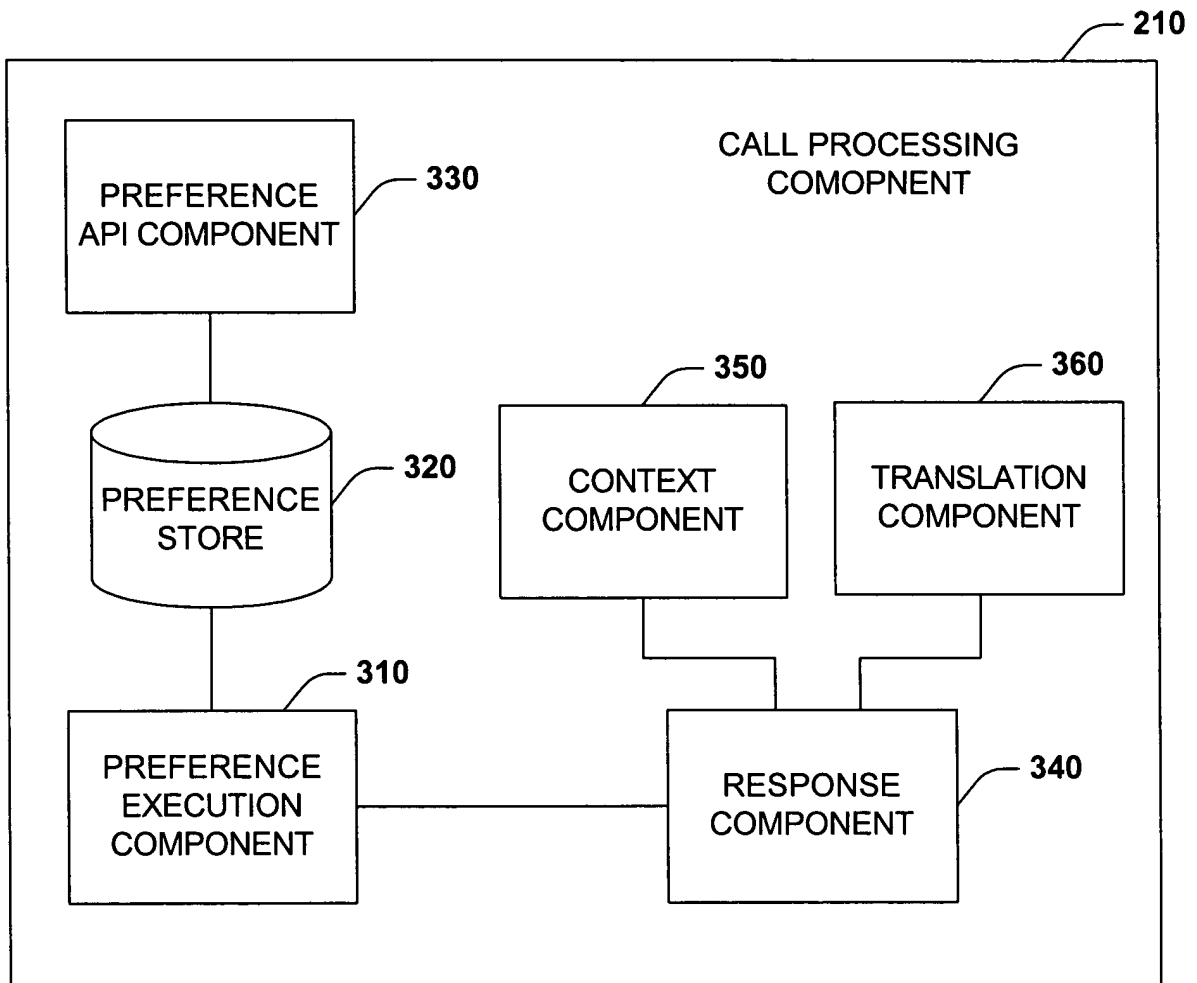 210
CALL PROCESSING
COMOPNENT
PREFERENCE
API COMPONENT
330
350
360
PREFERENCE
STORE
320
CONTEXT
COMPONENT
TRANSLATION
COMPONENT
310
PREFERENCE
EXECUTION
COMPONENT
RESPONSE
COMPONENT
340